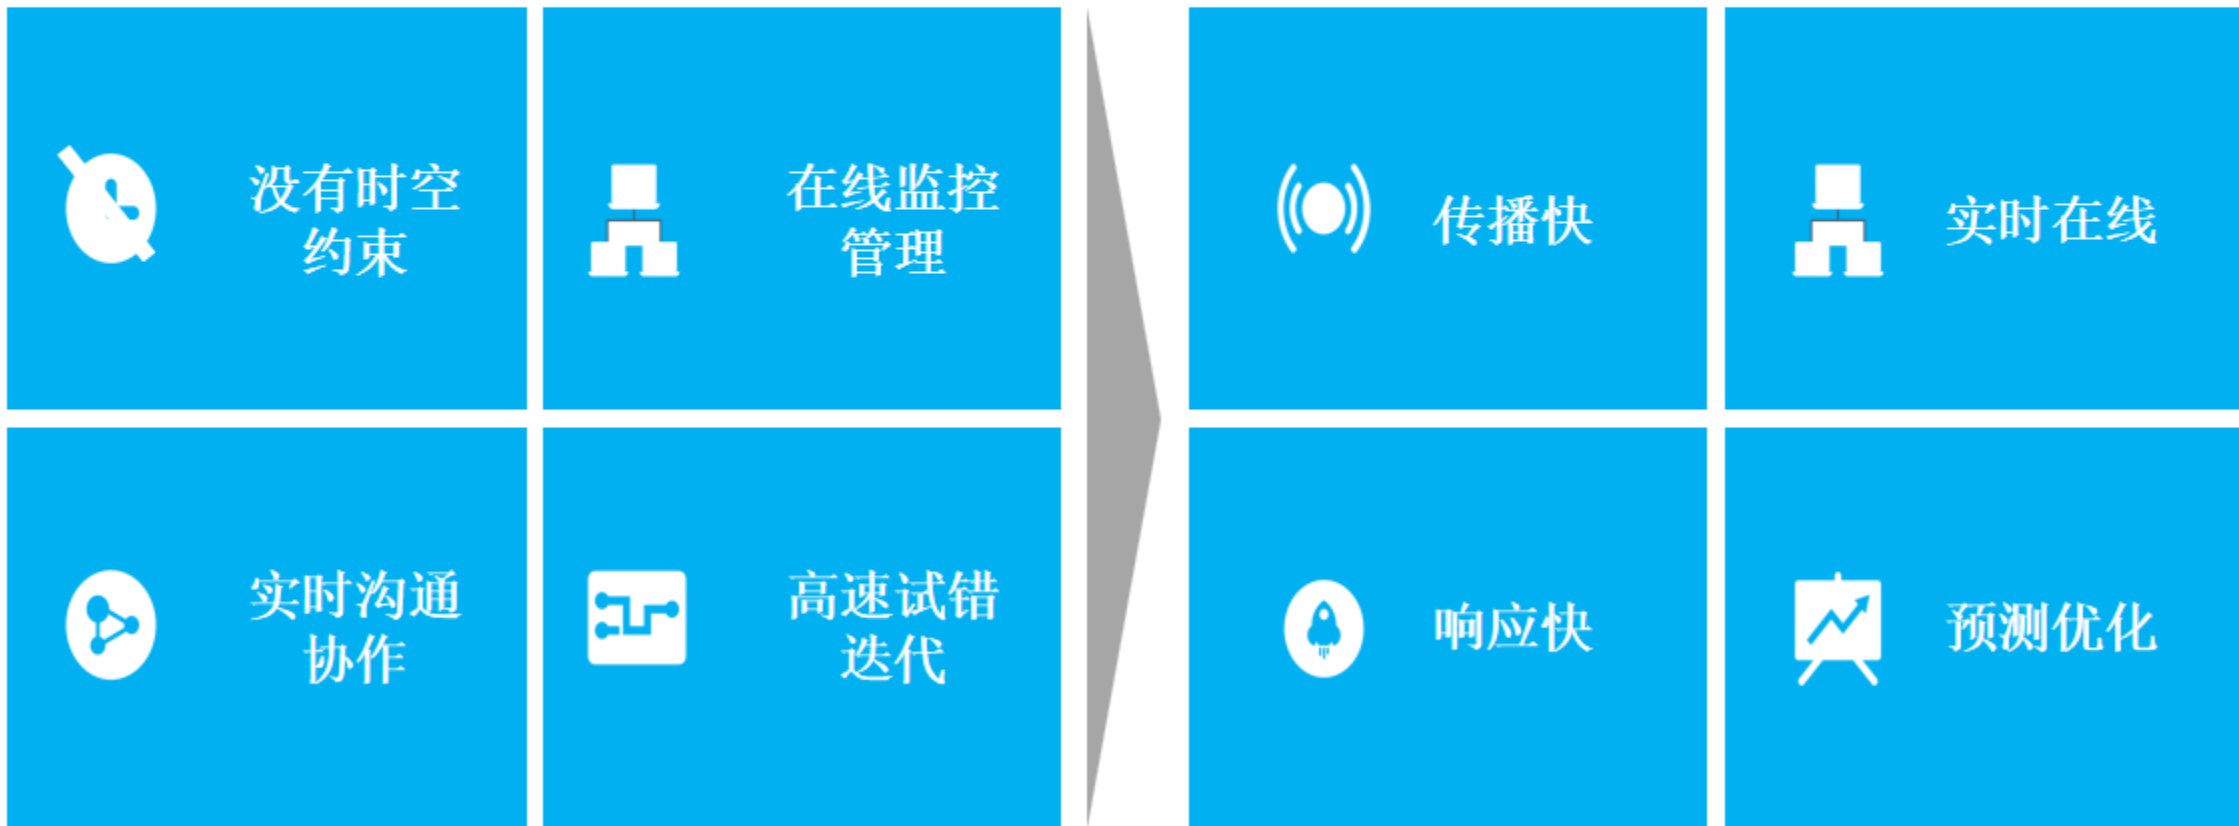 没有时空
约束
在线监控
管理
传播快
实时在线
实时沟通
协作
高速试错
迭代
响应快
预测优化